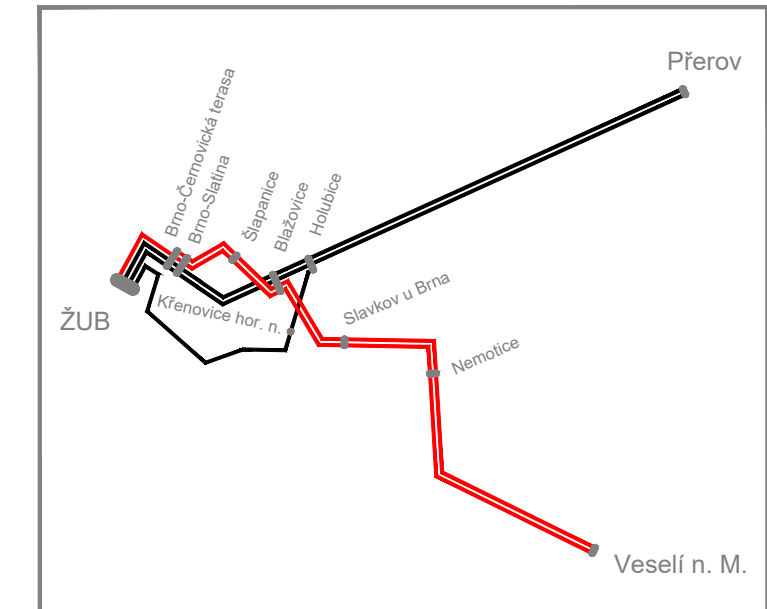 Přerov
Brno-Černovická terasa
Brno-Slatina
Šlapanice
Blažovice
Holubice
ŽUB
Křenovice hor. n.
Slavkov u Brna
Nemotice
Veselí n. M.